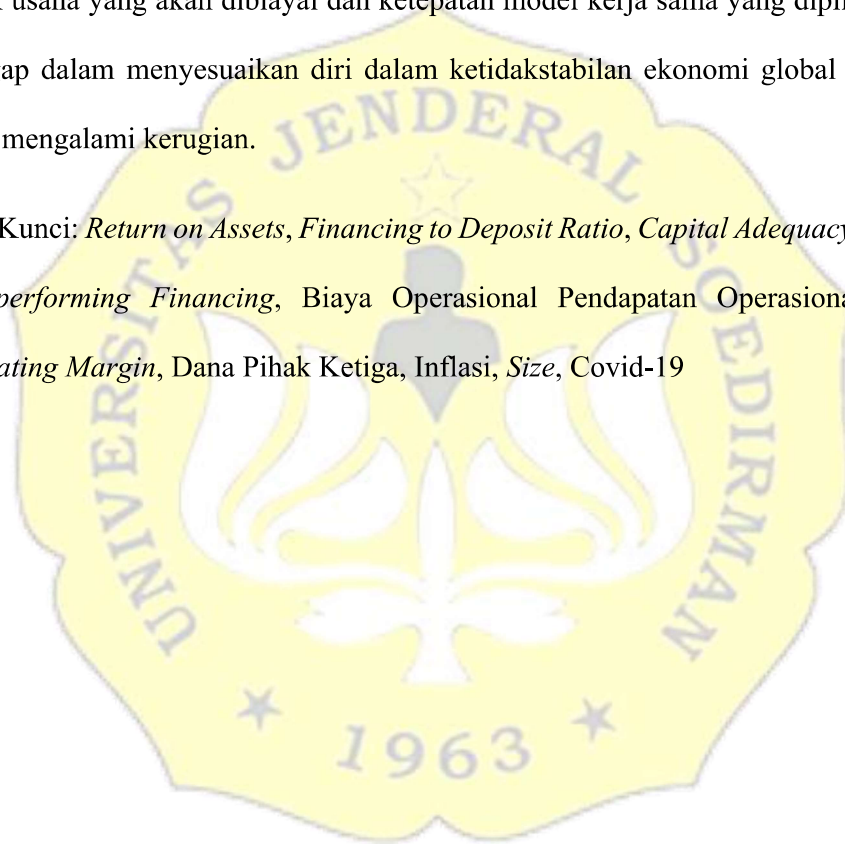 usaha yang akan dibiayai dan ketepatan model kerja sama yang
ap dalam menyesuaikan diri dalam ketidakstabilan ekonomi global
mengalami kerugian.
Kunci: Return on Assets, Financing to Deposit Ratio, Capital Adequacy
performing Financing, Biaya Operasional Pendapatan Operasiona
ating Margin, Dana Pihak Ketiga, Inflasi, Size, Covid-19
UNIVERSITAS JENDERAL SOEDIRMAN
1963